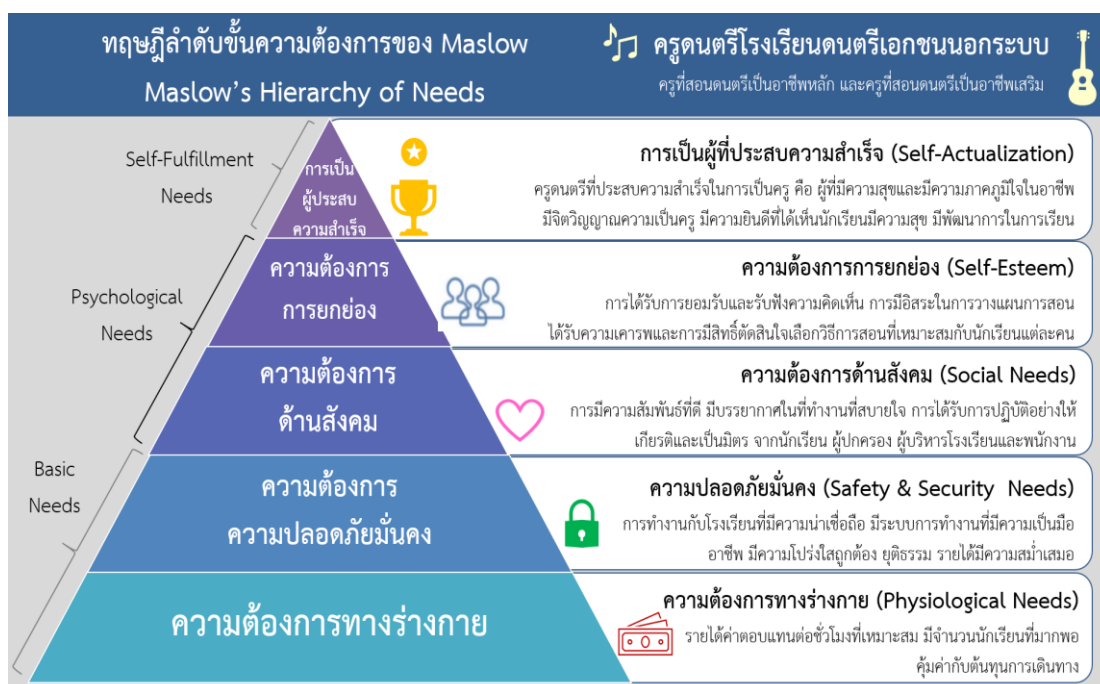 ทฤษฎีลำดับขั้นความต้องการของ Maslow
Maslow's Hierarchy of Needs
ครูดนตรีโรงเรียนดนตรีเอกชนนอกระบบ
ครูที่สอนดนตรีเป็นอาชีพหลัก และครูที่สอนดนตรีเป็นอาชีพเสริม
Self-Fulfillment
Needs
การเป็น
ผู้ประสบ
ความสำเร็จ
การเป็นผู้ที่ประสบความสำเร็จ (Self-Actualization)
ครูดนตรีที่ประสบความสำเร็จในการเป็นครู คือ ผู้ที่มีความสุขและมีความภาคภูมิใจในอาชีพ
มีจิตวิญญาณความเป็นครู มีความยินดีที่ได้เห็นนักเรียนมีความสุข มีพัฒนาการในการเรียน
Psychological
Needs
ความต้องการ
การยกย่อง
ความต้องการการยกย่อง (Self-Esteem)
การได้รับการยอมรับและรับฟังความคิดเห็น การมีอิสระในการวางแผนการสอน
ได้รับความเคารพและการมีสิทธิ์ตัดสินใจเลือกวิธีการสอนที่เหมาะสมกับนักเรียนแต่ละคน
ความต้องการ
ด้านสังคม
ความต้องการด้านสังคม (Social Needs)
การมีความสัมพันธ์ที่ดี มีบรรยากาศในที่ทำงานที่สบายใจ การได้รับการปฏิบัติอย่างให้
เกียรติและเป็นมิตร จากนักเรียน ผู้ปกครอง ผู้บริหารโรงเรียนและพนักงาน
Basic
Needs
ความต้องการ
ความปลอดภัยมั่นคง
ความปลอดภัยมั่นคง (Safety & Security Needs)
การทำงานกับโรงเรียนที่มีความน่าเชื่อถือ มีระบบการทำงานที่มีความเป็นมือ
อาชีพ มีความโปร่งใสถูกต้อง ยุติธรรม รายได้มีความสม่ำเสมอ
ความต้องการทางร่างกาย
ความต้องการทางร่างกาย (Physiological Needs)
รายได้ค่าตอบแทนต่อชั่วโมงที่เหมาะสม มีจำนวนนักเรียนที่มากพอ
คุ้มค่ากับต้นทุนการเดินทาง